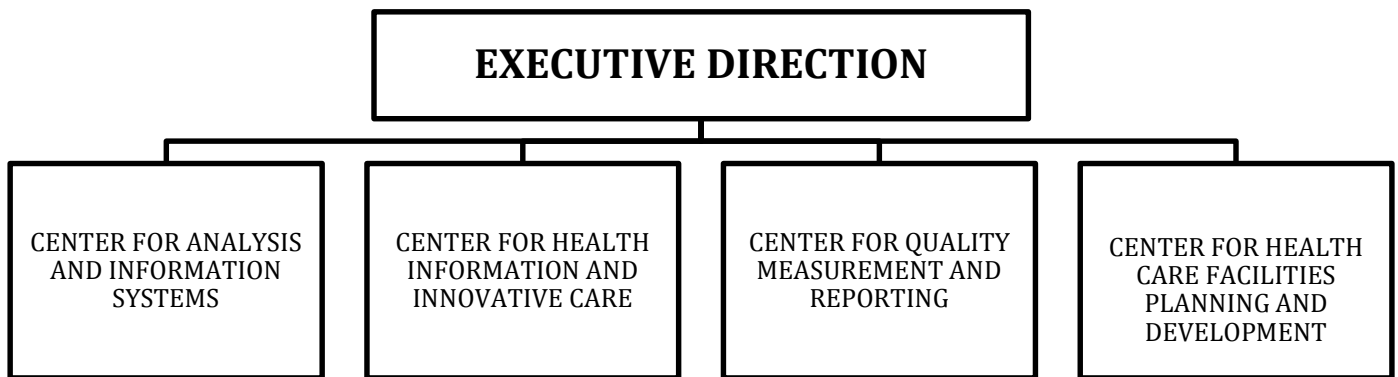 EXECUTIVE DIRECTION
CENTER FOR ANALYSIS
AND INFORMATION
SYSTEMS
CENTER FOR HEALTH
INFORMATION AND
INNOVATIVE CARE
CENTER FOR QUALITY
MEASUREMENT AND
REPORTING
CENTER FOR HEALTH
CARE FACILITIES
PLANNING AND
DEVELOPMENT